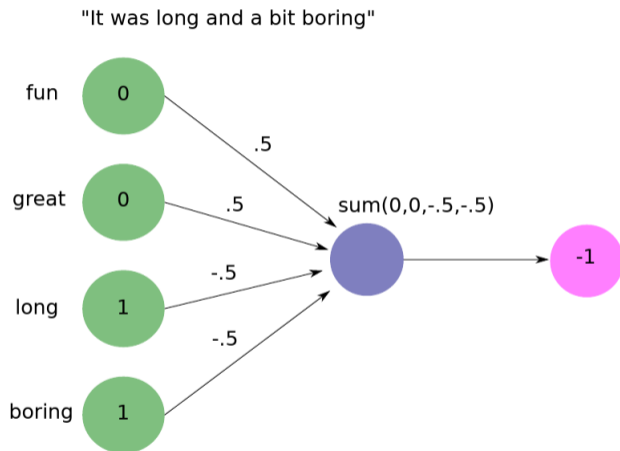 "It was long and a bit boring"
fun
0
.5
great
0
.5
sum(0,0,-.5,-.5)
-1
long
1
-.5
-.5
boring
1